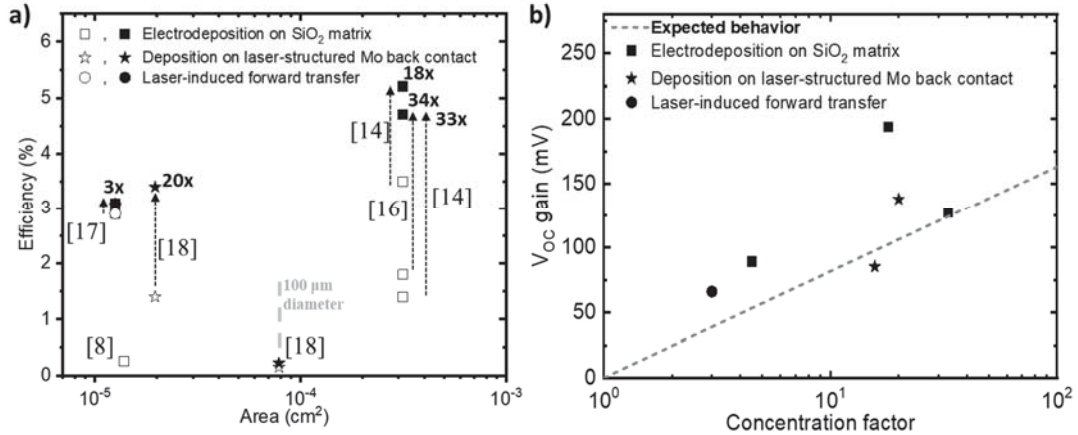 a)
□ , ■ Electrodeposition on SiO₂ matrix
☆ , ★ Deposition on laser-structured Mo back contact
○ , ● Laser-induced forward transfer
18x
34x
33x
[14]
[14]
[16]
3x
20x
[17]
[18]
100 µm
diameter
[8]
[18]
6
5
4
3
2
1
0
Efficiency (%)
10⁻⁵
10⁻⁴
10⁻³
Area (cm²)
b)
Expected behavior
■ Electrodeposition on SiO₂ matrix
★ Deposition on laser-structured Mo back contact
● Laser-induced forward transfer
250
200
150
100
50
0
V_OC gain (mV)
10⁰
10¹
10²
Concentration factor